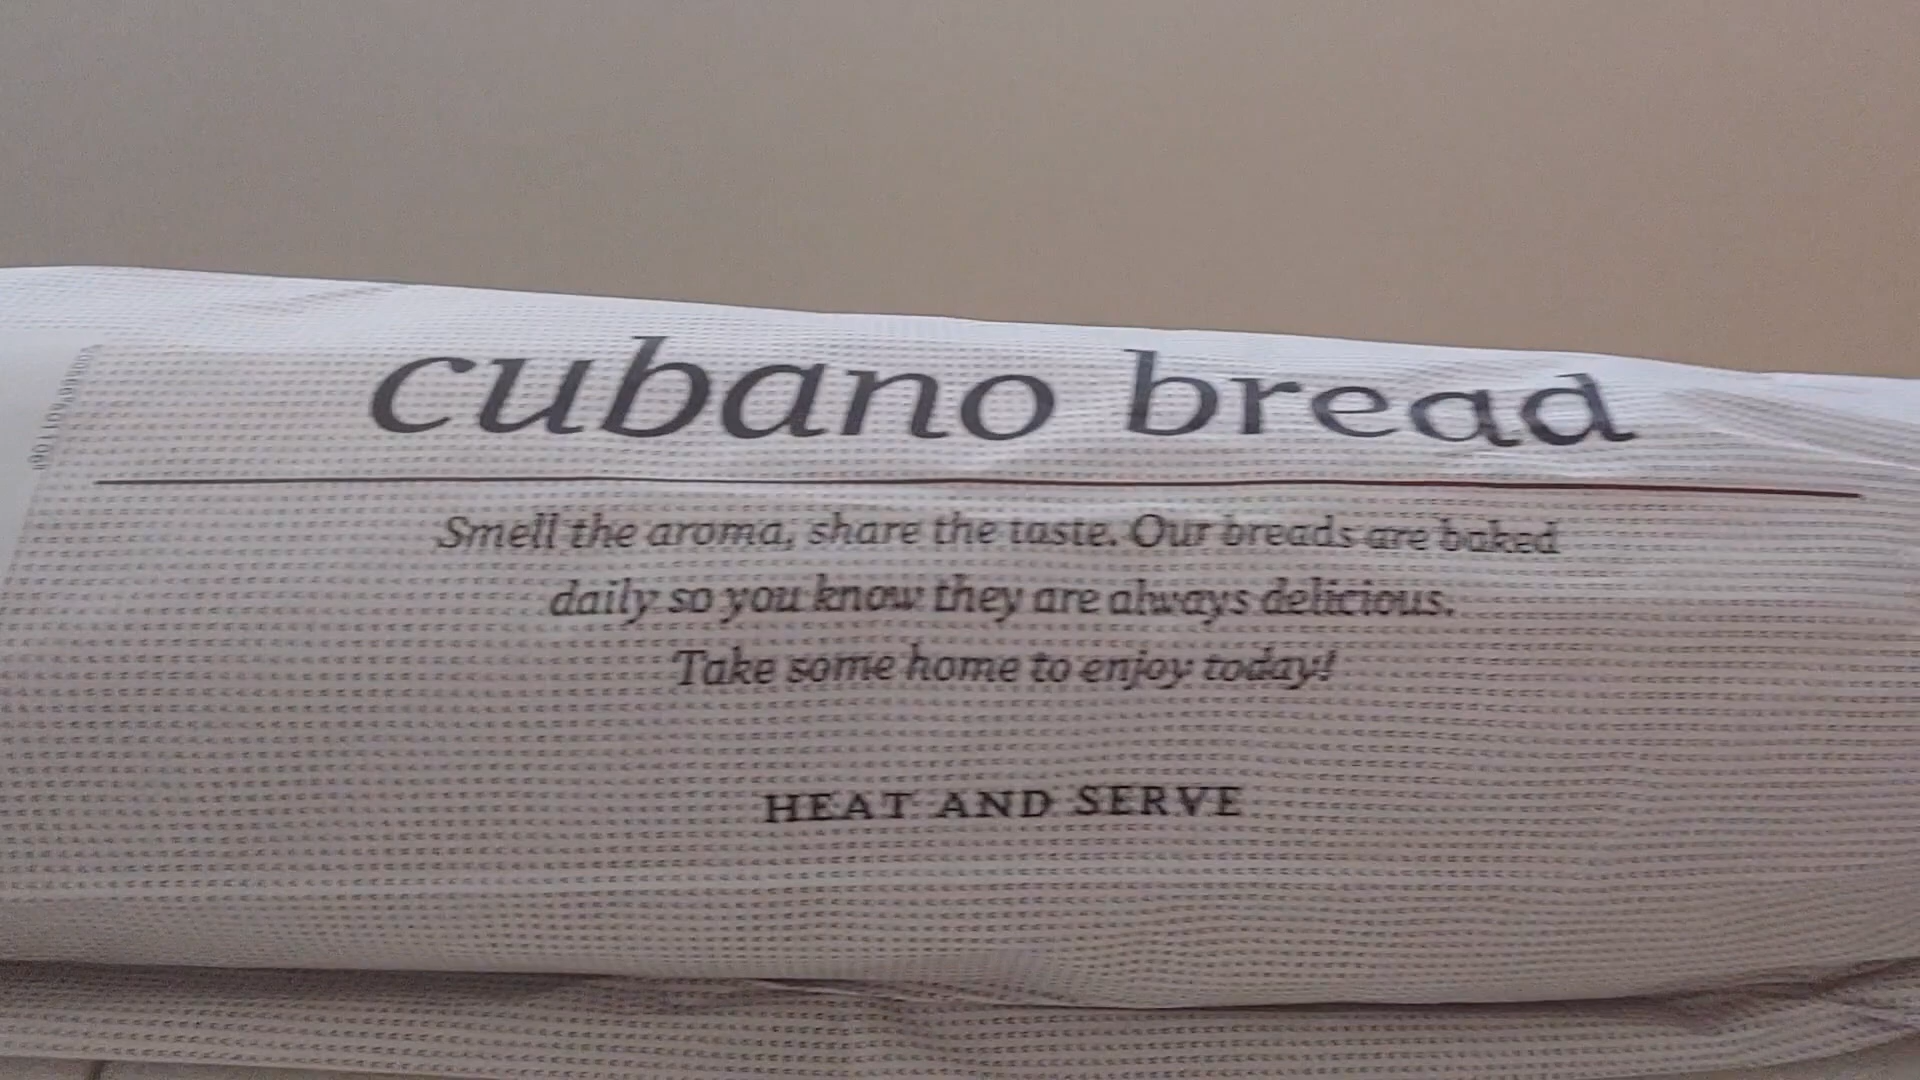 cubano bread
Smell the aroma, share the taste. Our breads are baked
daily so you know they are always delicious.
Take some home to enjoy today!
HEAT AND SERVE